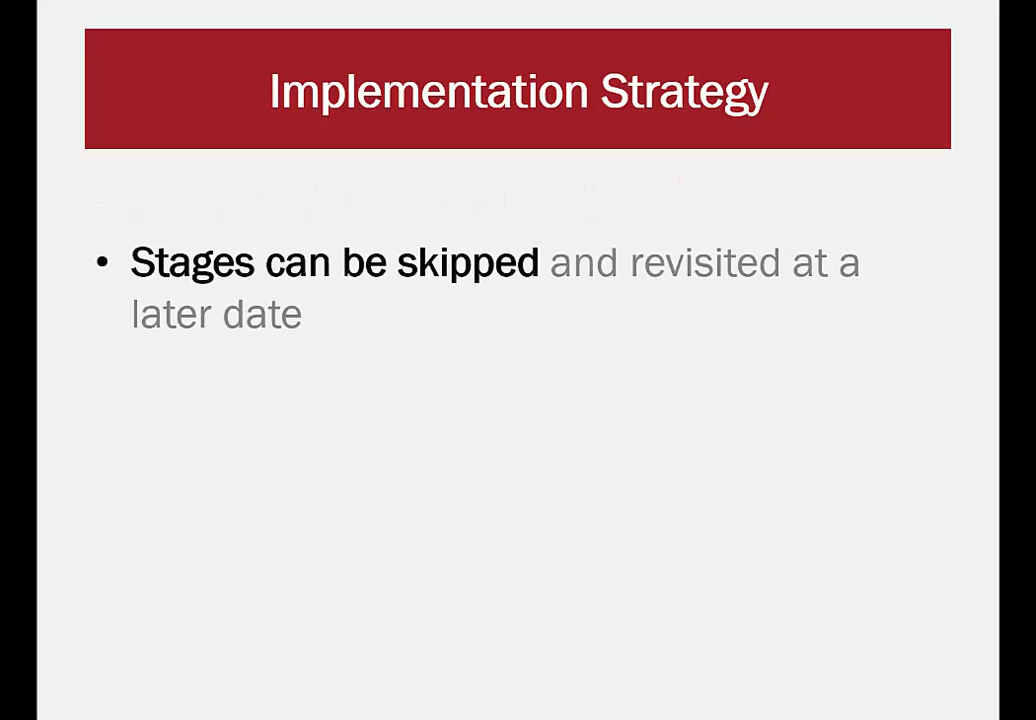 Implementation Strategy
• Stages can be skipped and revisited at a
later date